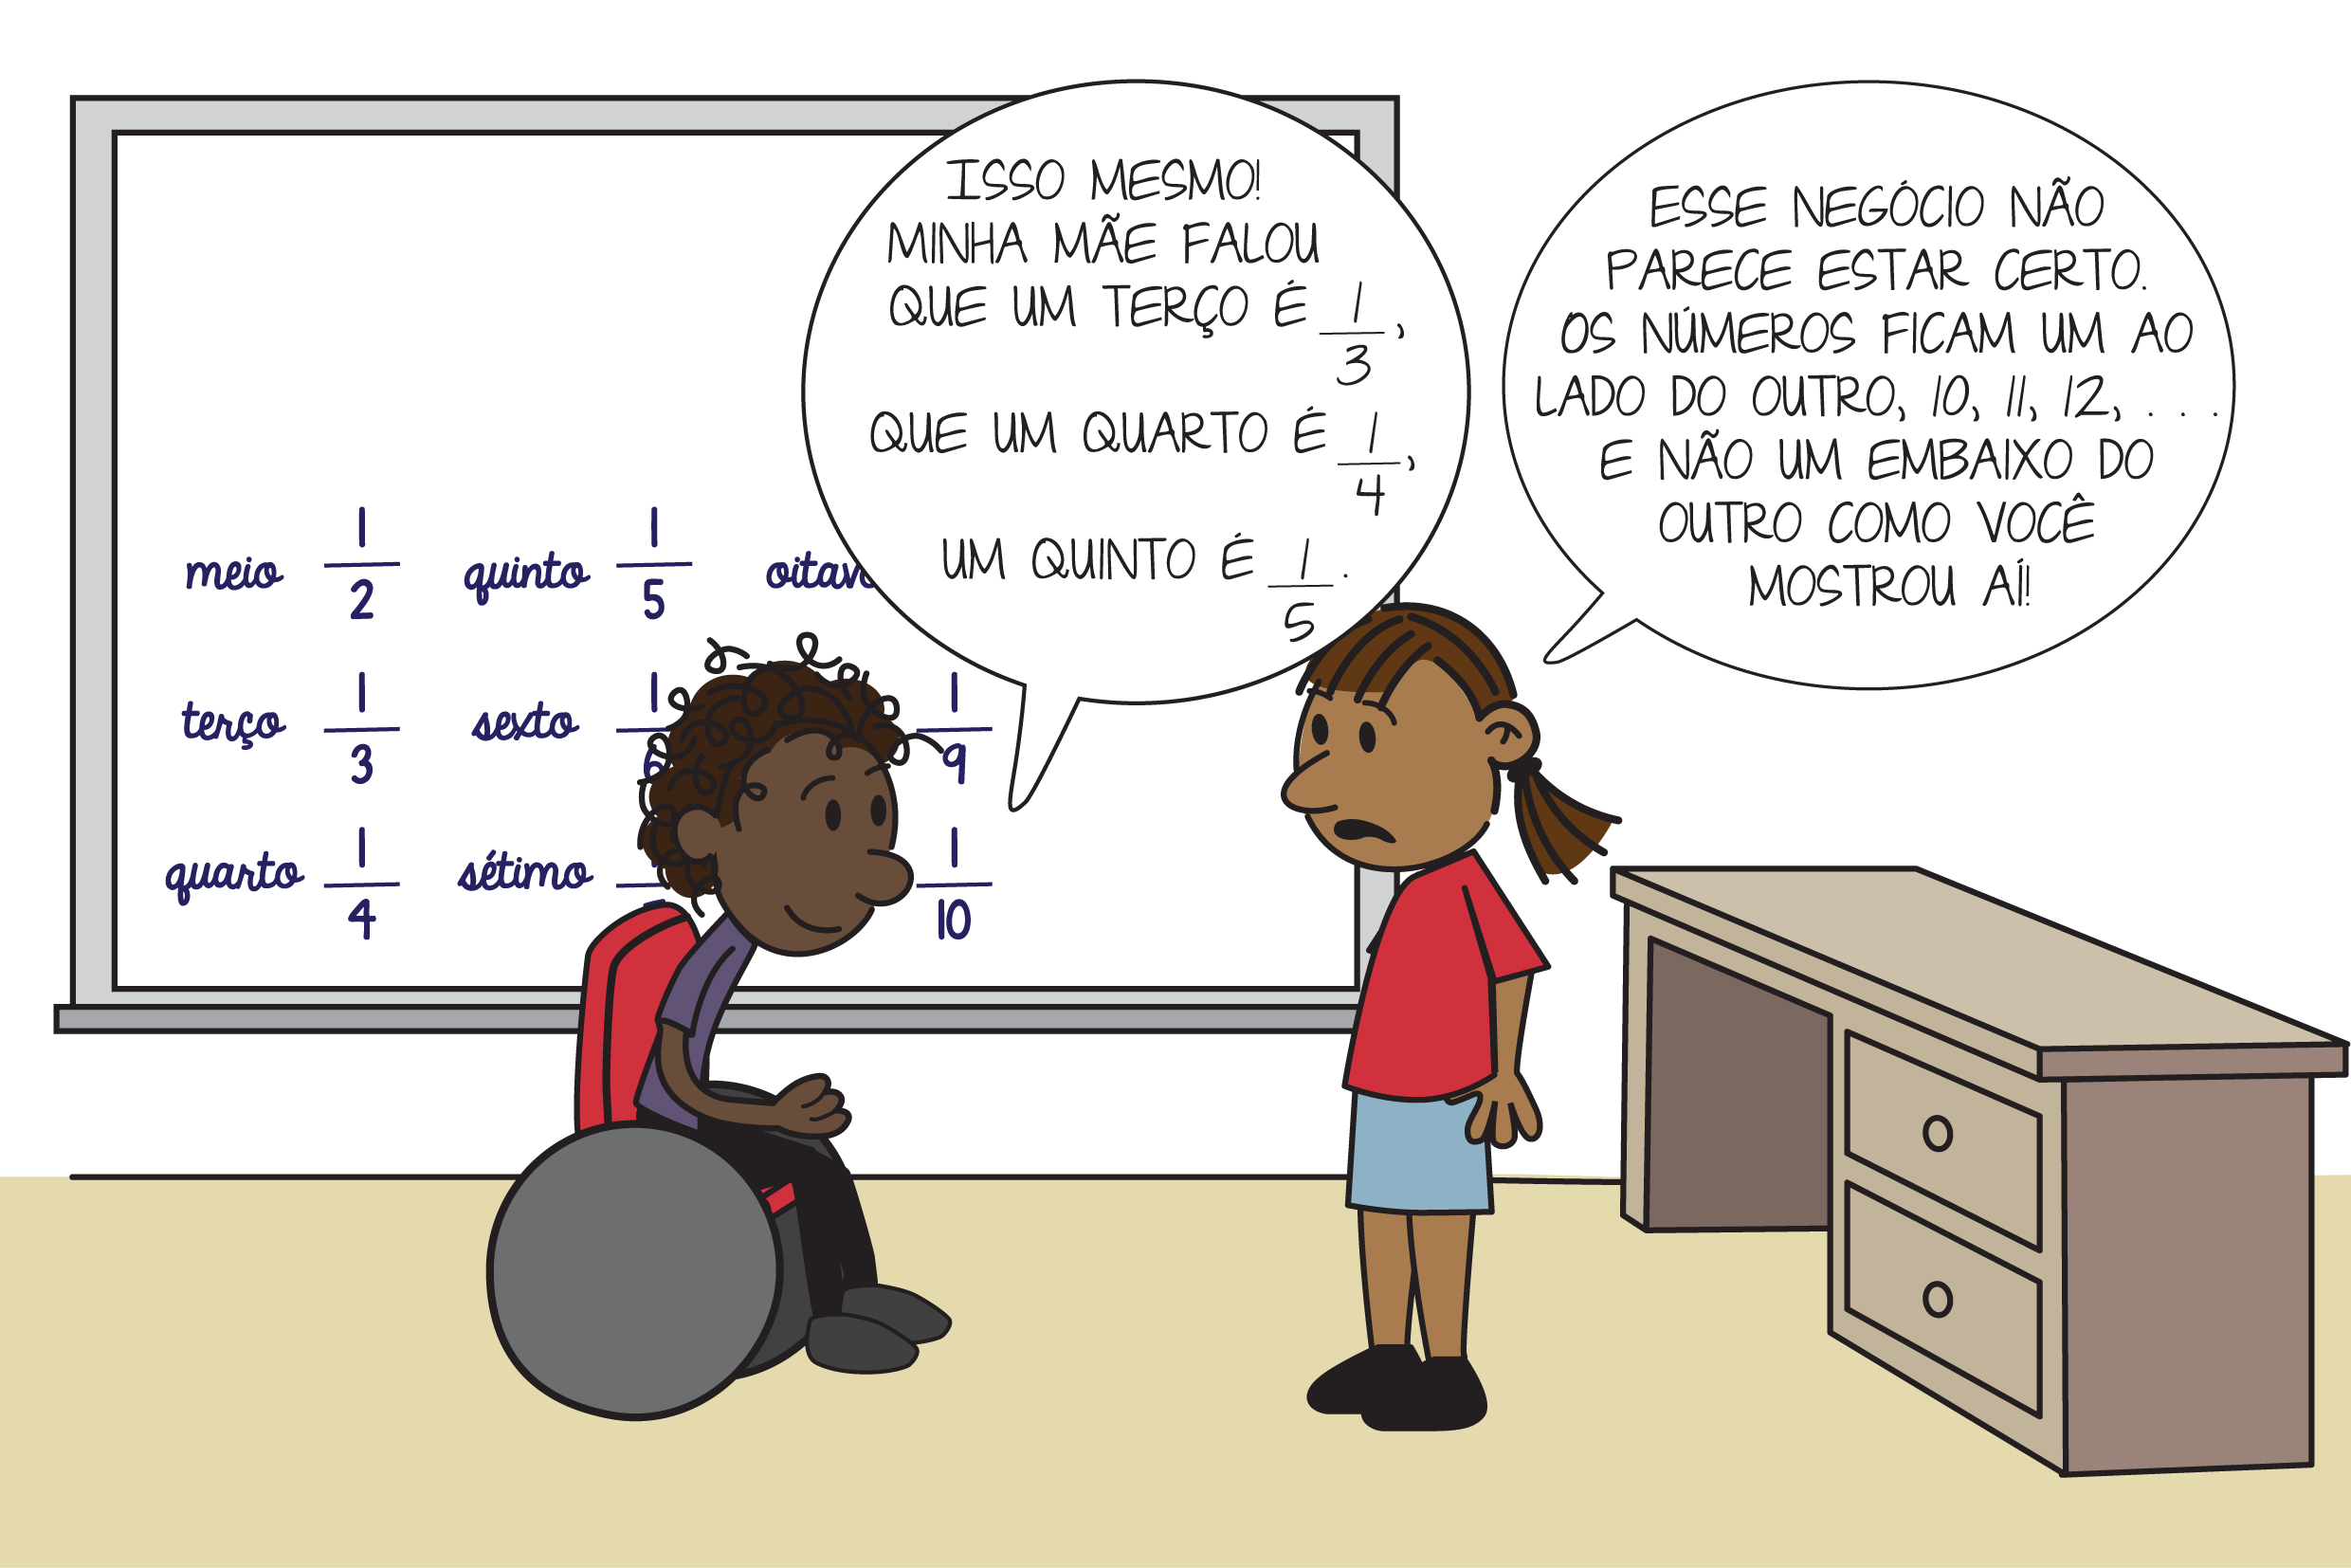 ISSO MESMO!
MINHA MÃE FALOU
QUE UM TERÇO É 1/3,
QUE UM QUARTO É 1/4,
UM QUINTO É 1/5.
ESSE NEGÓCIO NÃO
PARECE ESTAR CERTO.
OS NÚMEROS FICAM UM AO
LADO DO OUTRO, 10, 11, 12, . . .
E NÃO UM EMBAIXO DO
OUTRO COMO VOCÊ
MOSTROU AÍ!
meio 1/2 quinto 1/5
terço 1/3 sexto 1/6 1/9
quarto 1/4 sétimo 1/10